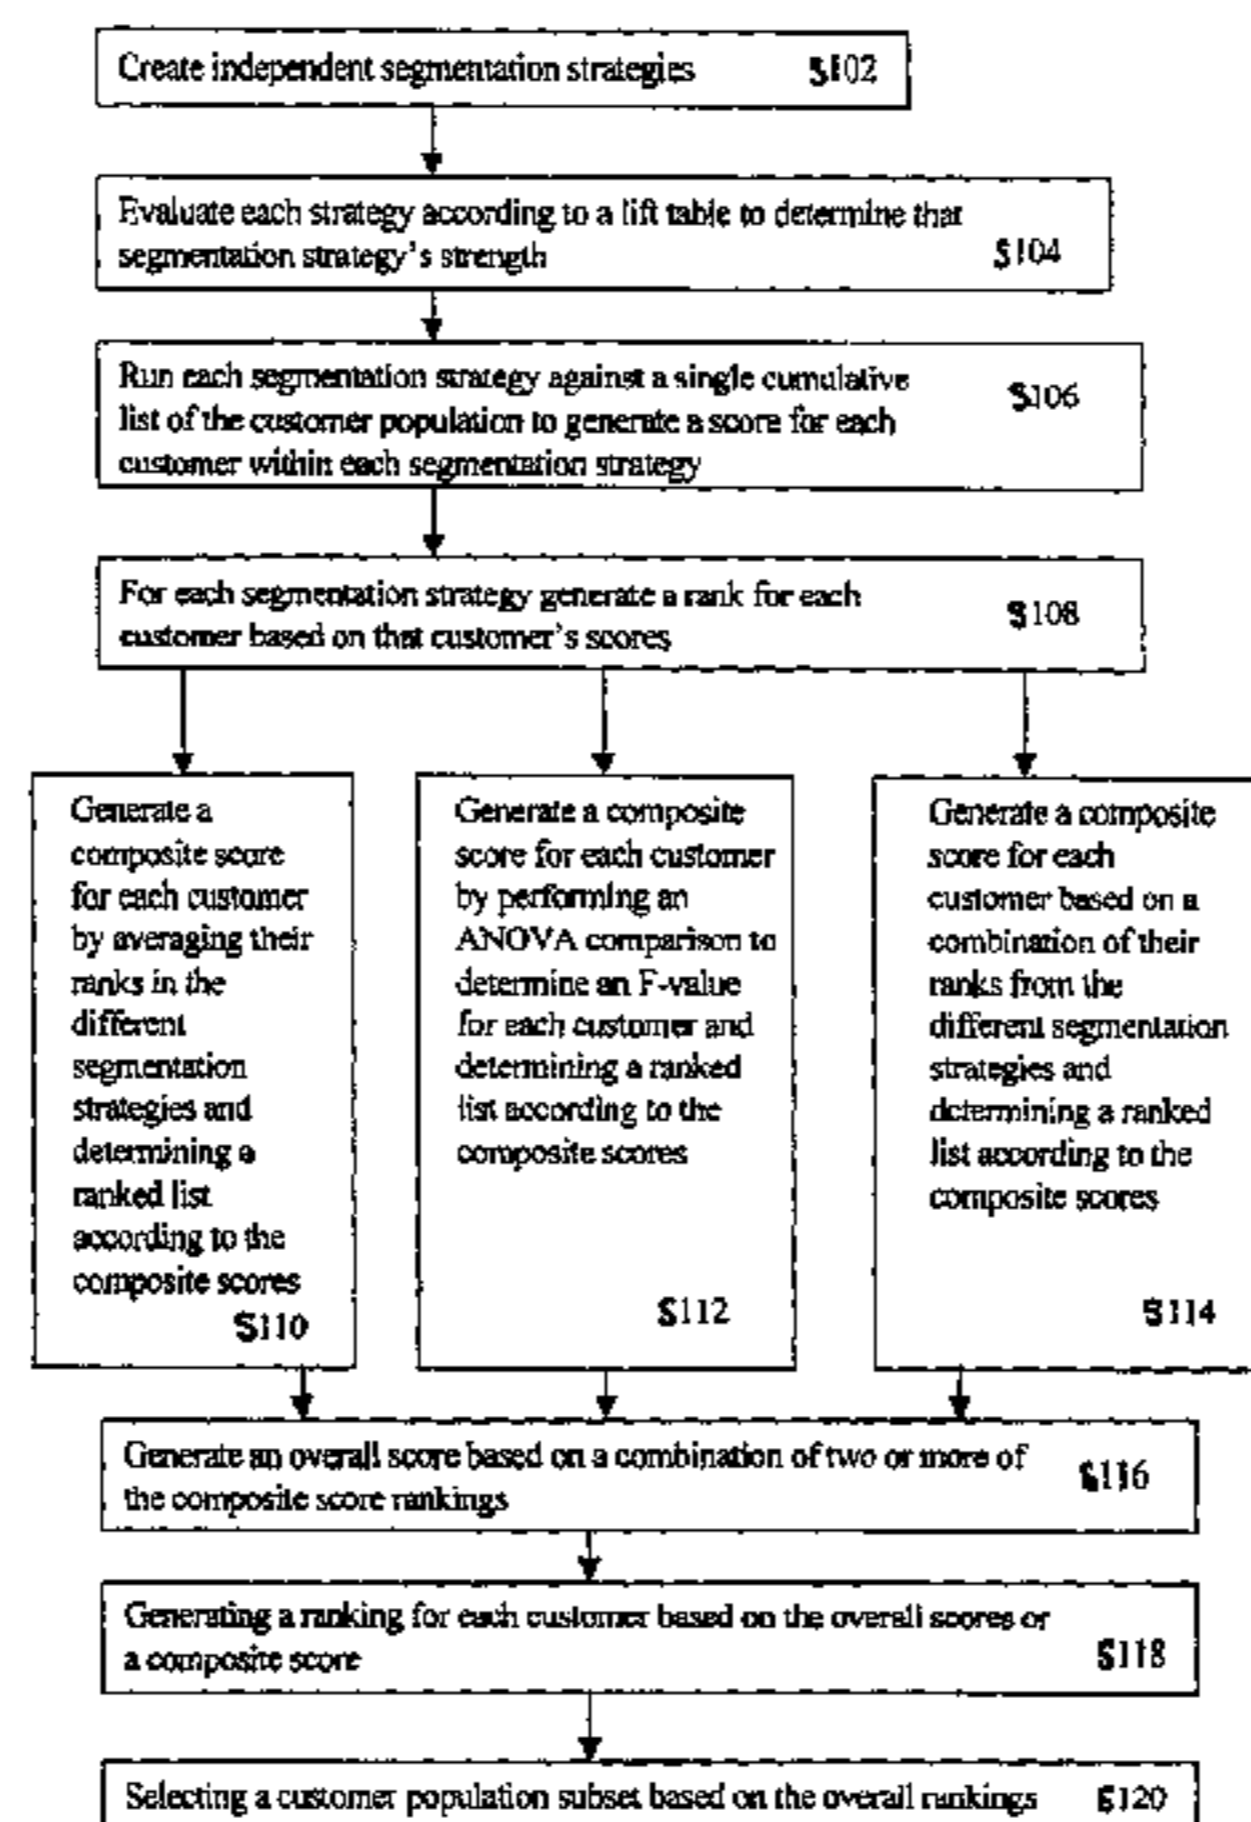 Create independent segmentation strategies S102
Evaluate each strategy according to a lift table to determine that
segmentation strategy's strength S104
Run each segmentation strategy against a single cumulative
list of the customer population to generate a score for each
customer within each segmentation strategy
S106
For each segmentation strategy generate a rank for each
customer based on that customer's scores
S108
Generate a
composite score
for each customer
by averaging their
ranks in the
different
segmentation
strategies and
determining a
ranked list
according to the
composite scores
S110
Generate a composite
score for each customer
by performing an
ANOVA comparison to
determine an F-value
for each customer and
determining a ranked
list according to the
composite scores
S112
Generate a composite
score for each
customer based on a
combination of their
ranks from the
different segmentation
strategies and
determining a ranked
list according to the
composite scores
S114
Generate an overall score based on a combination of two or more of
the composite score rankings
S116
Generating a ranking for each customer based on the overall scores or
a composite score S118
Selecting a customer population subset based on the overall rankings S120